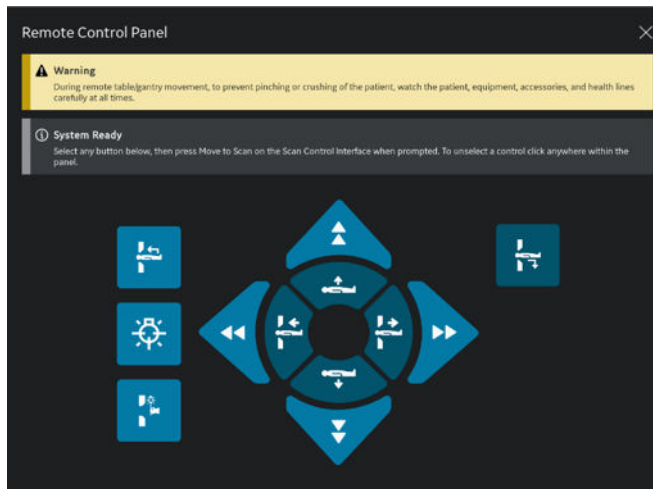 Remote Control Panel
Warning
During remote table/gantry movement, to prevent pinching or crushing of the patient, watch the patient, equipment, accessories, and health lines
carefully at all times.
System Ready
Select any button below, then press Move to Scan on the Scan Control Interface when prompted. To unselect a control click anywhere within the
panel.